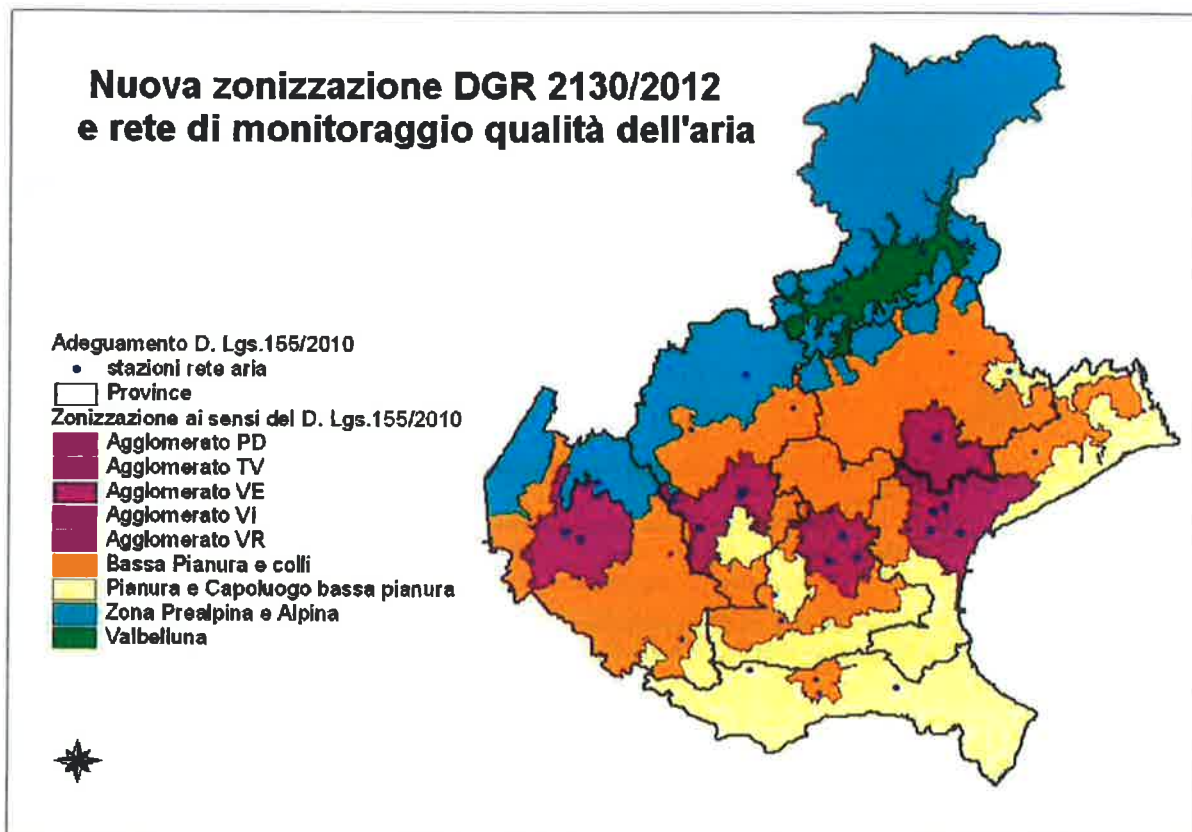 Nuova zonizzazione DGR 2130/2012
e rete di monitoraggio qualità dell'aria
Adeguamento D. Lgs.155/2010
stazioni rete aria
Province
Zonizzazione ai sensi del D. Lgs.155/2010
Agglomerato PD
Agglomerato TV
Agglomerato VE
Agglomerato VI
Agglomerato VR
Bassa Pianura e colli
Pianura e Capoluogo bassa pianura
Zona Prealpina e Alpina
Valbelluna